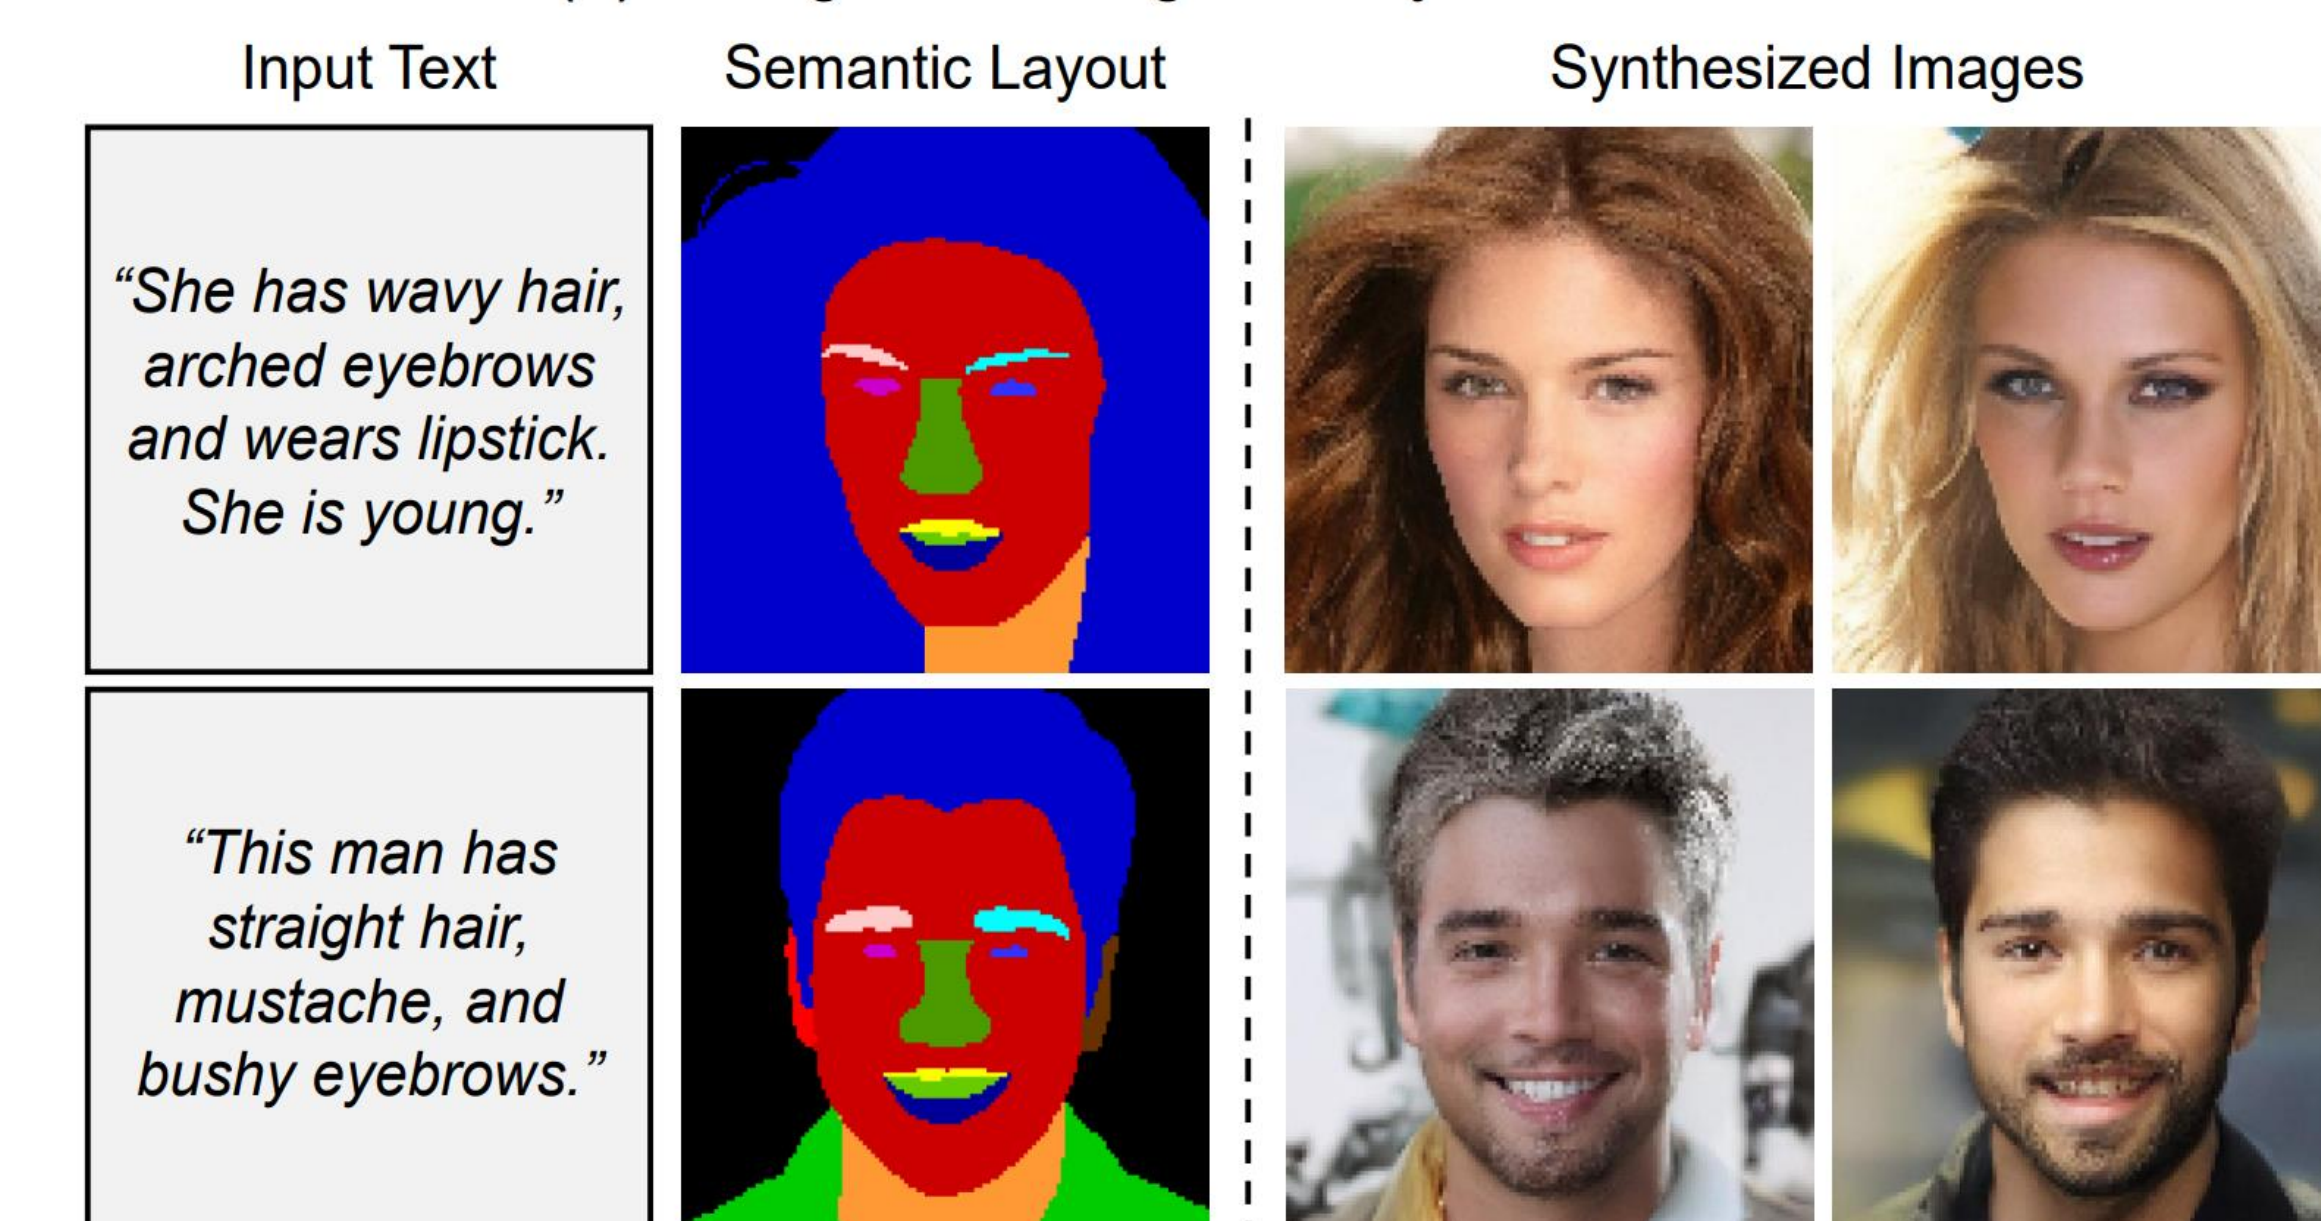 Input Text
Semantic Layout
Synthesized Images
“She has wavy hair,
arched eyebrows
and wears lipstick.
She is young.”
“This man has
straight hair,
mustache, and
bushy eyebrows.”